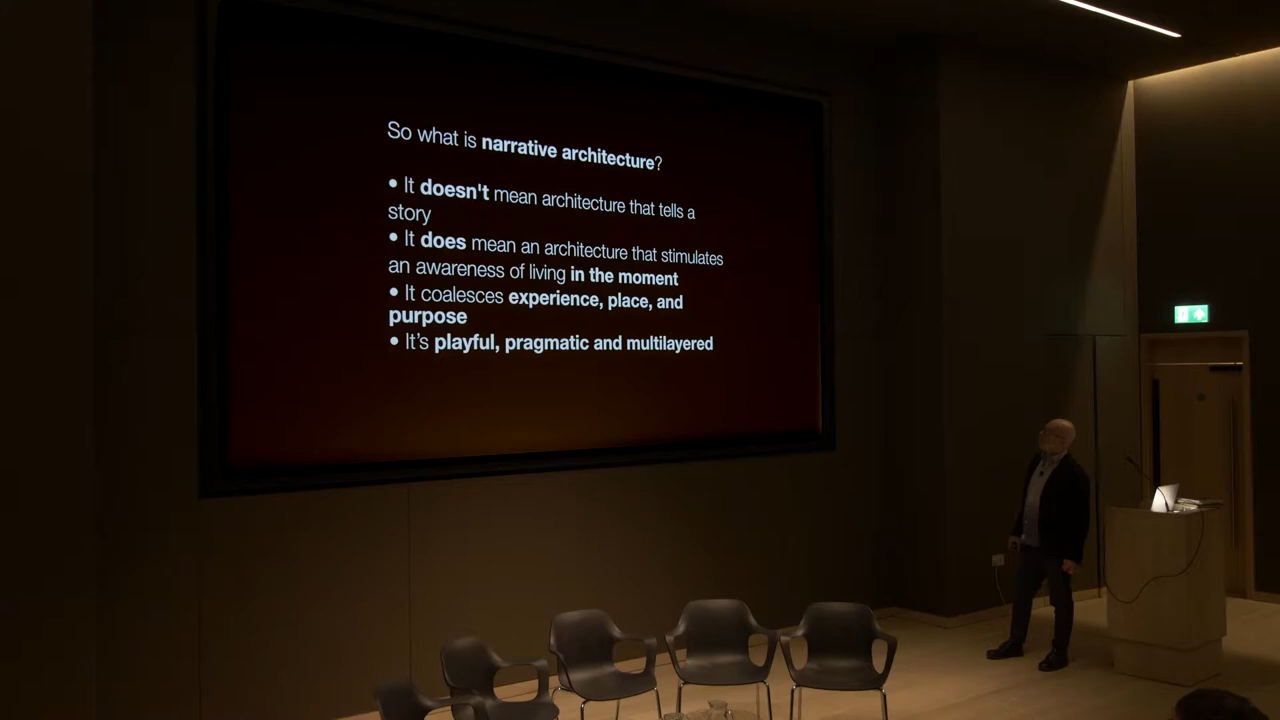 So what is narrative architecture?
• It doesn't mean architecture that tells a
story
• It does mean an architecture that stimulates
an awareness of living in the moment
• It coalesces experience, place, and
purpose
• It’s playful, pragmatic and multilayered